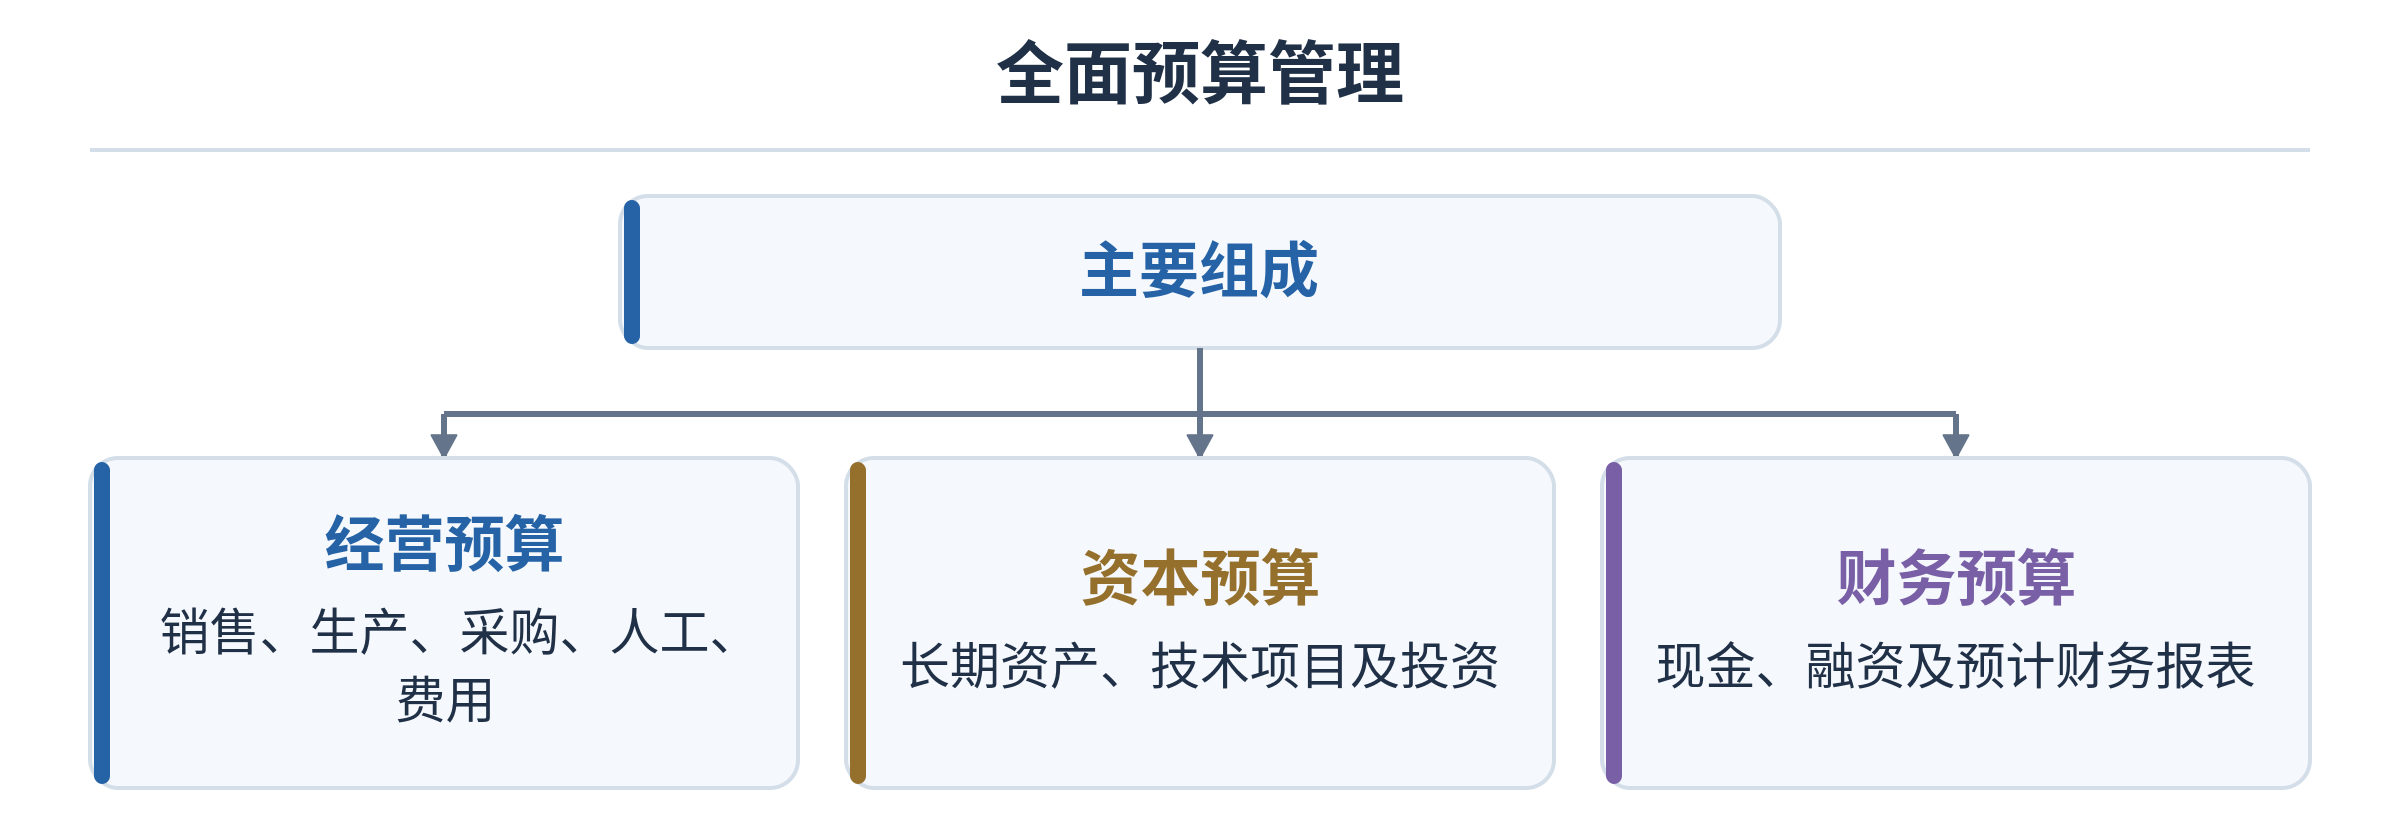 全面预算管理
主要组成
经营预算
销售、生产、采购、人工、
费用
资本预算
长期资产、技术项目及投资
财务预算
现金、融资及预计财务报表